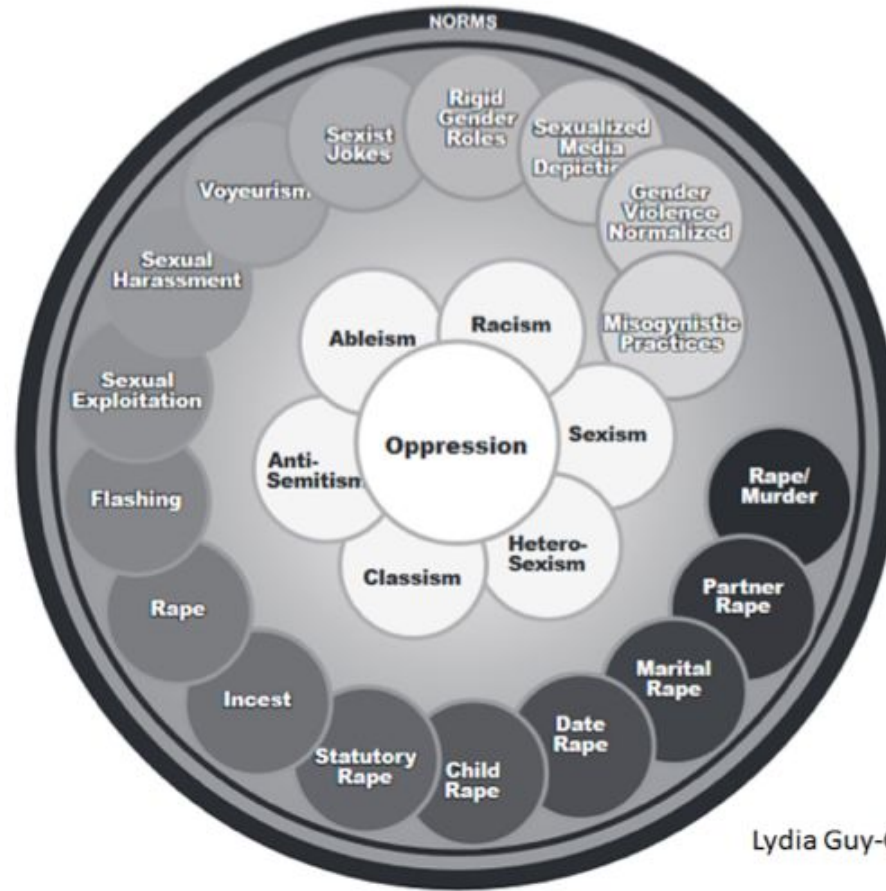 NORMS
Rigid
Gender
Roles
Sexualized
Media
Gender
Violence
Normalized
Misogynistic
Practices
Sexist
Jokes
Voyeurism
Sexual
Harassment
Sexual
Exploitation
Flashing
Rape
Incest
Statutory
Rape
Child
Rape
Date
Rape
Marital
Rape
Partner
Rape
Rape/
Murder
Oppression
Racism
Sexism
Hetero-
Sexism
Classism
Anti-
Semitism
Ableism
Lydia Guy-